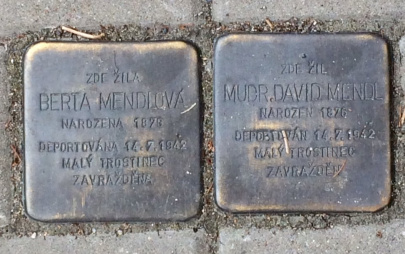 ZDE ŽILA
BERTA MENDLOVÁ
NAROZENA
DEPORTOVÁNA 14.7.1942
MALÝ TROSTINEC
ZAVRAŽDĚNA
ZDE ŽIL
MUDR. DAVID MENDL
NAROZEN 1876
DEPORTOVÁN 14.7.1942
MALÝ TROSTINEC
ZAVRAŽDĚN